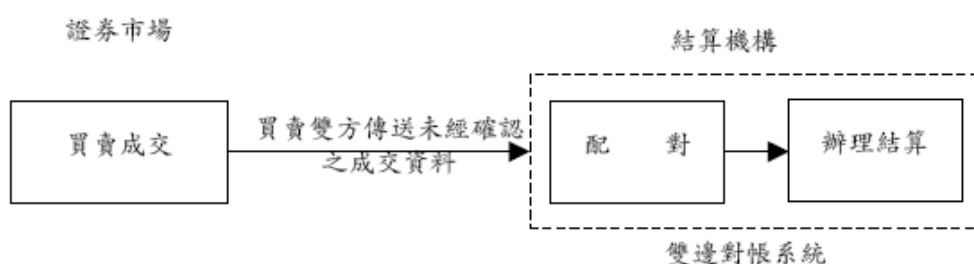 證券市場
結算機構
買賣成交
買賣雙方傳送未經確認
之成交資料
配 對
辦理結算
雙邊對帳系統